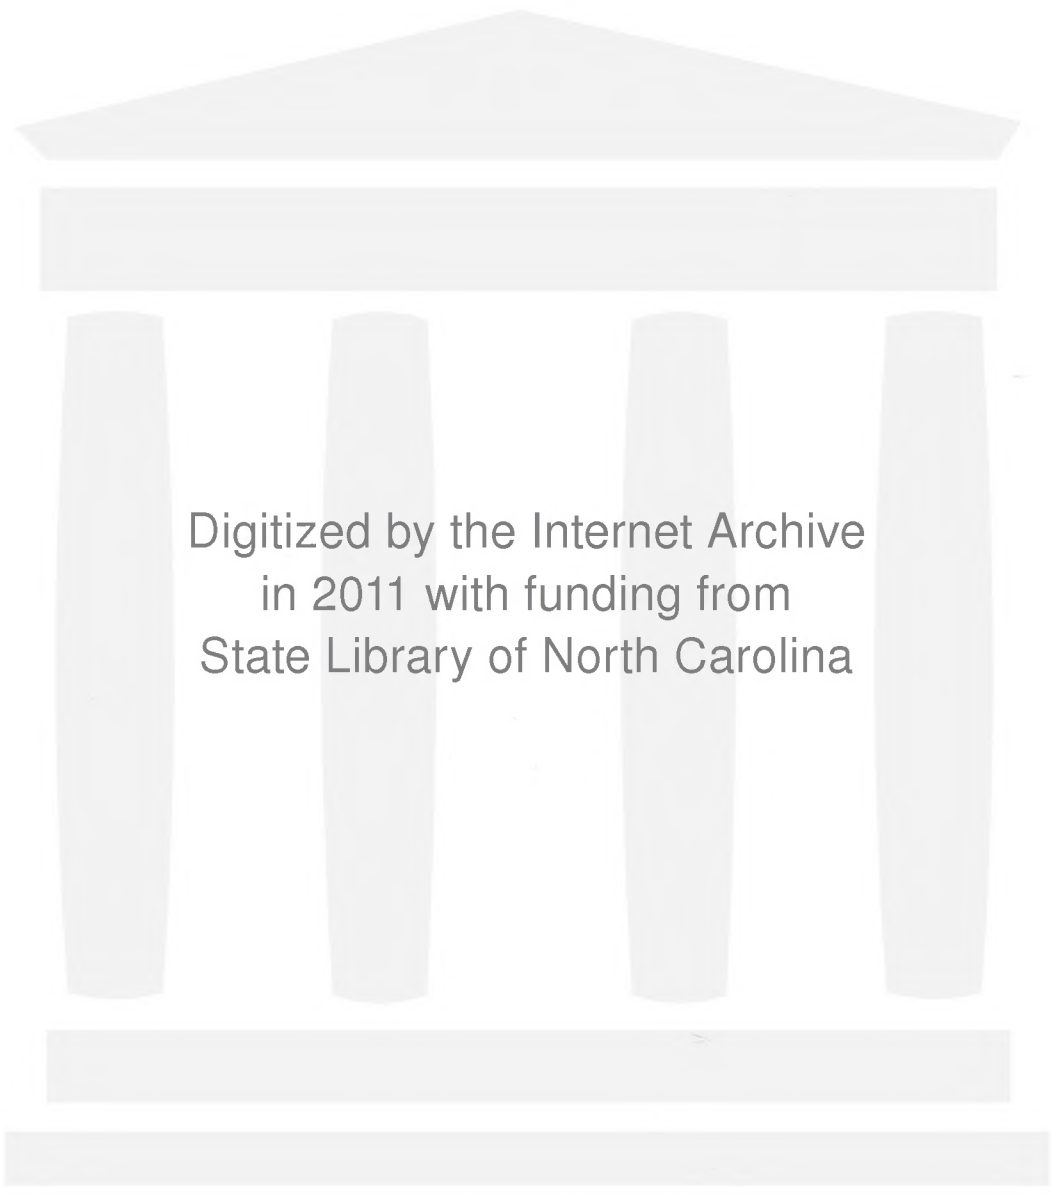 Digitized by the Internet Archive
in 2011 with funding from
State Library of North Carolina